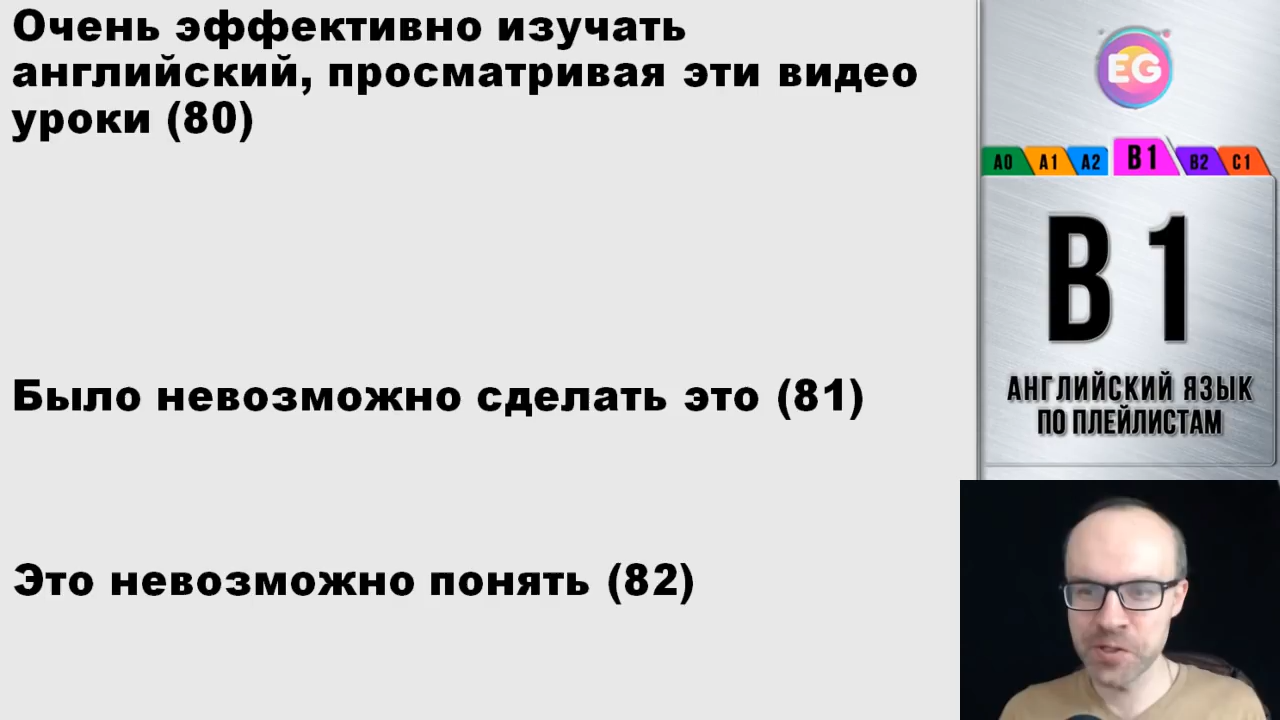 Очень эффективно изучать
английский, просматривая эти видео
уроки (80)
Было невозможно сделать это (81)
Это невозможно понять (82)
EG
A0 A1 A2 B1 B2 C1
B1
АНГЛИЙСКИЙ ЯЗЫК
ПО ПЛЕЙЛИСТАМ